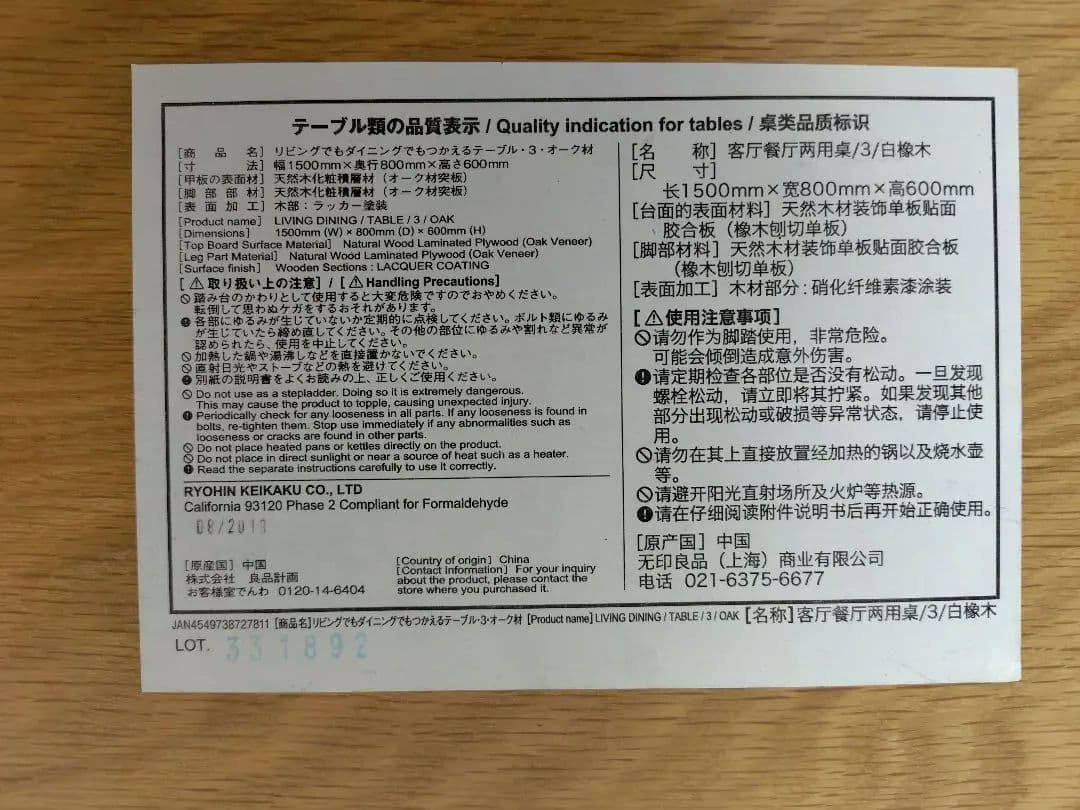 テーブル類の品質表示 / Quality indication for tables / 桌类品质标识
[商品名] リビングでもダイニングでもつかえるテーブル・3・オーク材
[寸法] 幅1500mm×奥行800mm×高さ600mm
[甲板の表面材] 天然木化粧積層材（オーク材突板）
[脚部部材] 天然木化粧積層材（オーク材突板）
[表面加工] 木部：ラッカー塗装
[Product name] LIVING DINING / TABLE / 3 / OAK
[Dimensions] 1500mm (W) × 800mm (D) × 600mm (H)
[Top Board Surface Material] Natural Wood Laminated Plywood (Oak Veneer)
[Leg Part Material] Natural Wood Laminated Plywood (Oak Veneer)
[Surface finish] Wooden Sections : LACQUER COATING
[⚠取り扱い上の注意] / [⚠Handling Precautions]
踏み台のかわりとして使用すると大変危険ですのでおやめください。
転倒して思わぬケガをするおそれがあります。
各部にゆるみが生じていないか定期的に点検してください。ボルト類にゆるみ
が生じていたら締め直してください。その他の部位にゆるみや割れなど異常が
認められたら、使用を中止してください。
加熱した鍋や湯沸しなどを直接置かないでください。
直射日光やストーブなどの熱を避けてください。
別紙の説明書をよくお読みの上、正しくご使用ください。
Do not use as a stepladder. Doing so it is extremely dangerous.
This may cause the product to topple, causing unexpected injury.
Periodically check for any looseness in all parts. If any looseness is found in
bolts, re-tighten them. Stop use immediately if any abnormalities such as
looseness or cracks are found in other parts.
Do not place heated pans or kettles directly on the product.
Do not place in direct sunlight or near a source of heat such as a heater.
Read the separate instructions carefully to use it correctly.
RYOHIN KEIKAKU CO., LTD
California 93120 Phase 2 Compliant for Formaldehyde
[原産国] 中国
株式会社 良品計画
お客様室でんわ 0120-14-6404
[Country of origin] China
[Contact information] For your inquiry
about the product, please contact the
store where you purchased it.
[名称] 客厅餐厅两用桌/3/白橡木
[尺寸]
长1500mm×宽800mm×高600mm
[台面的表面材料] 天然木材装饰单板贴面
胶合板（橡木刨切单板）
[脚部材料] 天然木材装饰单板贴面胶合板
（橡木刨切单板）
[表面加工] 木材部分：硝化纤维素漆涂装
[⚠使用注意事项]
请勿作为脚踏使用，非常危险。
可能会倾倒造成意外伤害。
请定期检查各部位是否没有松动。一旦发现
螺栓松动，请立即将其拧紧。如果发现其他
部分出现松动或破损等异常状态，请停止使
用。
请勿在其上直接放置经加热的锅以及烧水壶
等。
请避开阳光直射场所及火炉等热源。
请在仔细阅读附件说明书后再开始正确使用。
[原产国] 中国
无印良品（上海）商业有限公司
电话 021-6375-6677
JAN4549738727811 [商品名]リビングでもダイニングでもつかえるテーブル・3・オーク材 [Product name] LIVING DINING / TABLE / 3 / OAK [名称] 客厅餐厅两用桌/3/白橡木
LOT. 331892